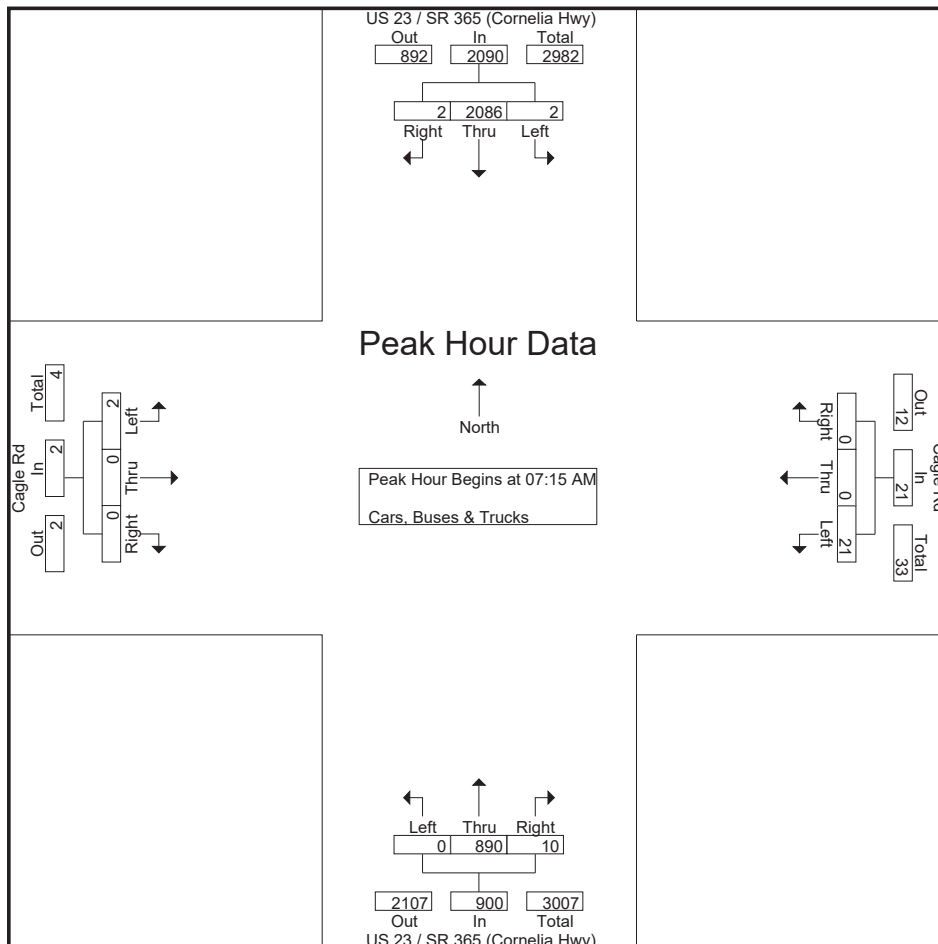 US 23 / SR 365 (Cornelia Hwy)
Out In Total
892 2090 2982
2 2086 2
Right Thru Left
Peak Hour Data
North
Peak Hour Begins at 07:15 AM
Cars, Buses & Trucks
Cagle Rd
Out In Total
2 2 4
Left Thru Right
2 0 0
Right Thru Left
0 0 21
Out In Total
12 21 33
Cagle Rd
Left Thru Right
0 890 10
2107 900 3007
Out In Total
US 23 / SR 365 (Cornelia Hwy)